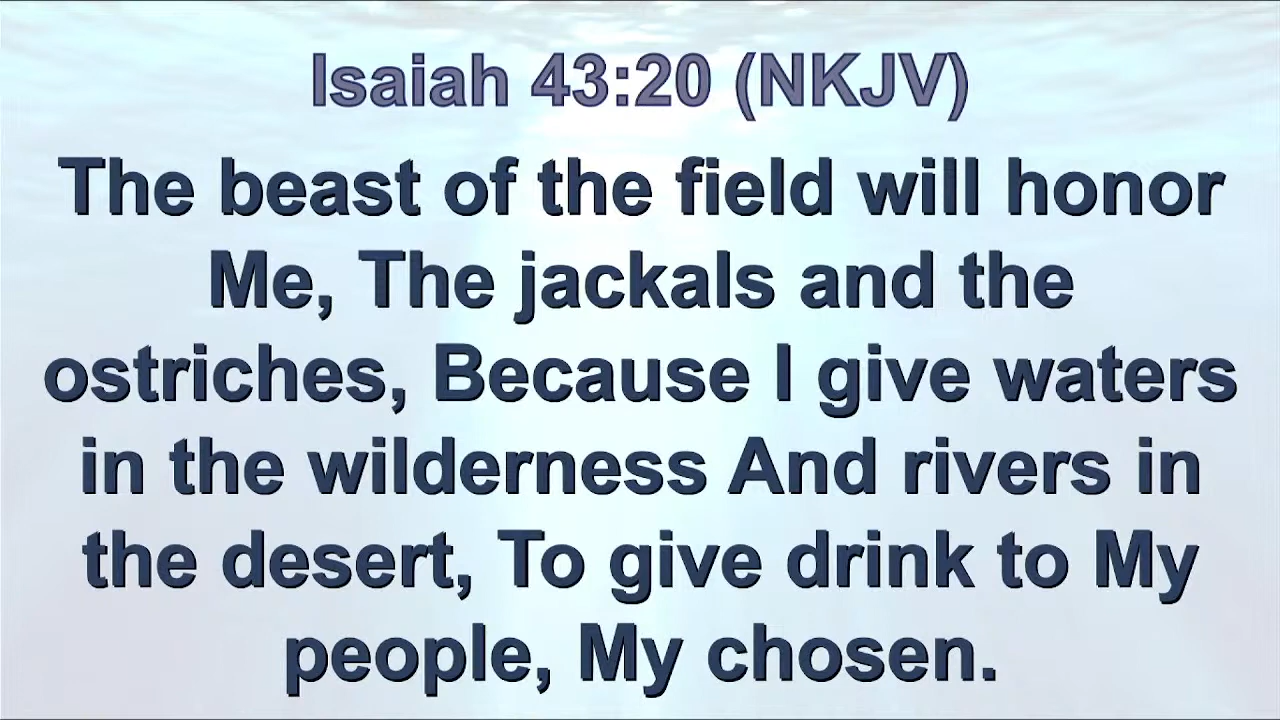 Isaiah 43:20 (NKJV)
The beast of the field will honor
Me, The jackals and the
ostriches, Because I give waters
in the wilderness And rivers in
the desert, To give drink to My
people, My chosen.